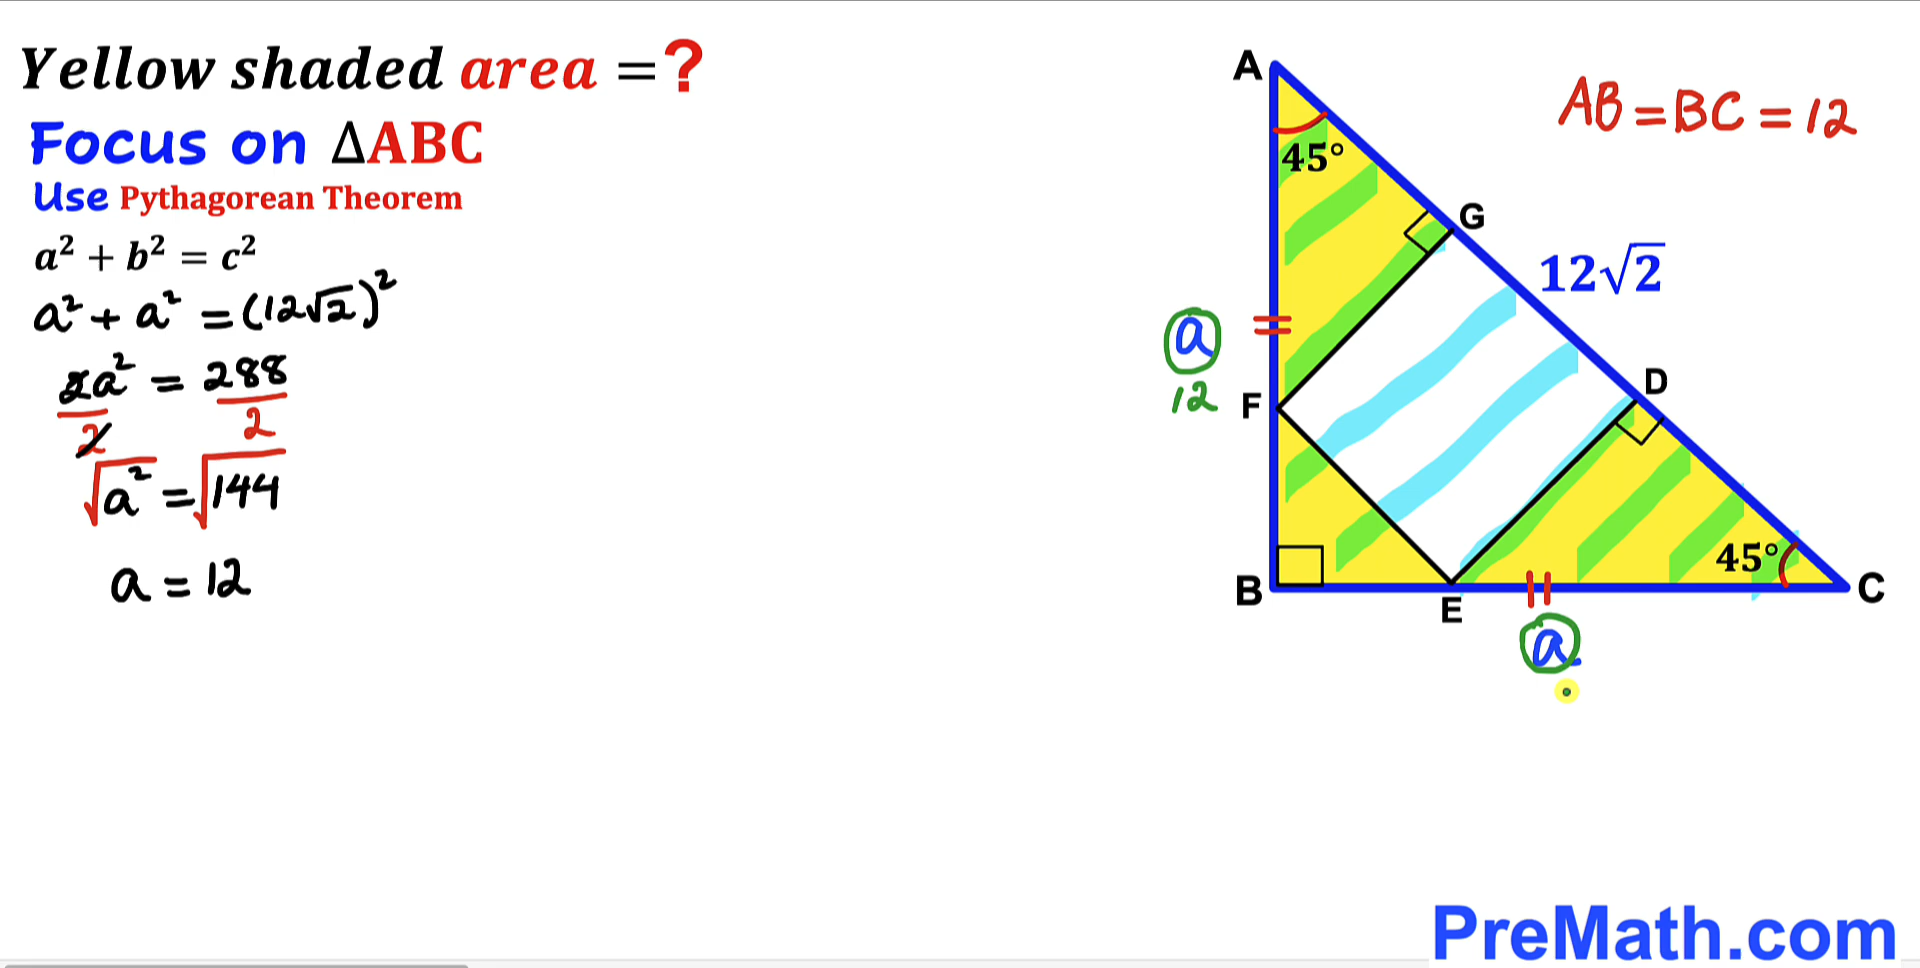 Yellow shaded area =?
Focus on ΔABC
Use Pythagorean Theorem
a² + b² = c²
a² + a² = (12√2)²
2a² = 288
2 2
√a² = √144
a = 12
A
AB = BC = 12
45°
G
12√2
a
12
F
D
45°
B
E
C
a
PreMath.com